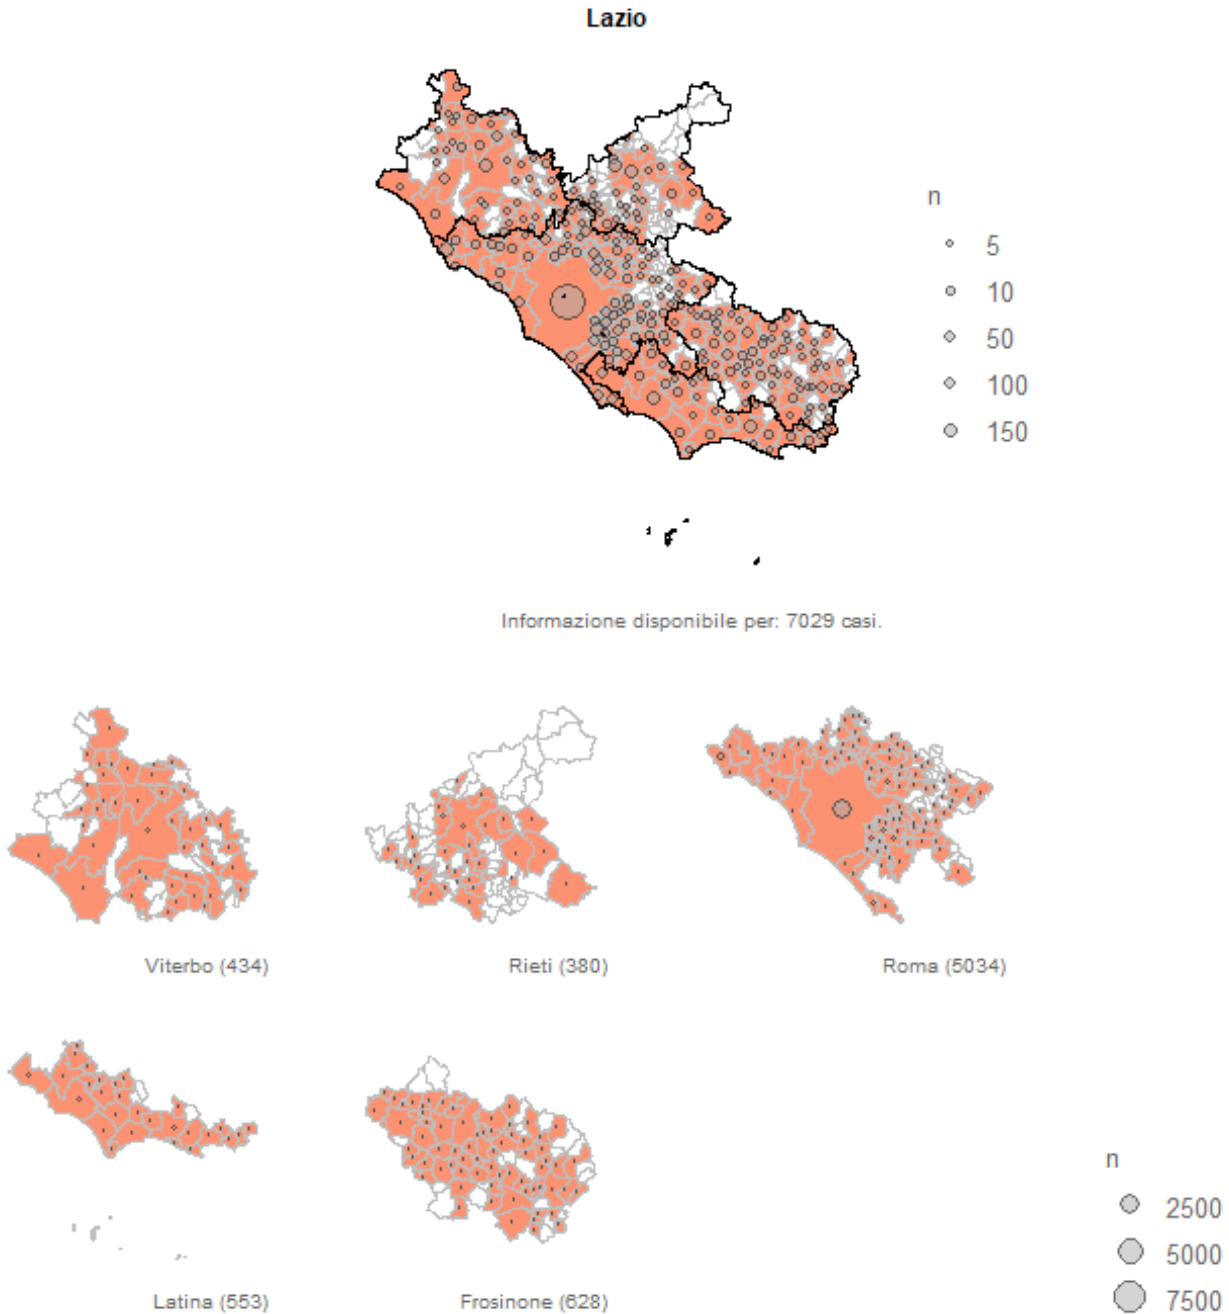 Lazio
n
5
10
50
100
150
Informazione disponibile per: 7029 casi.
Viterbo (434)
Rieti (380)
Roma (5034)
Latina (553)
Frosinone (628)
n
2500
5000
7500